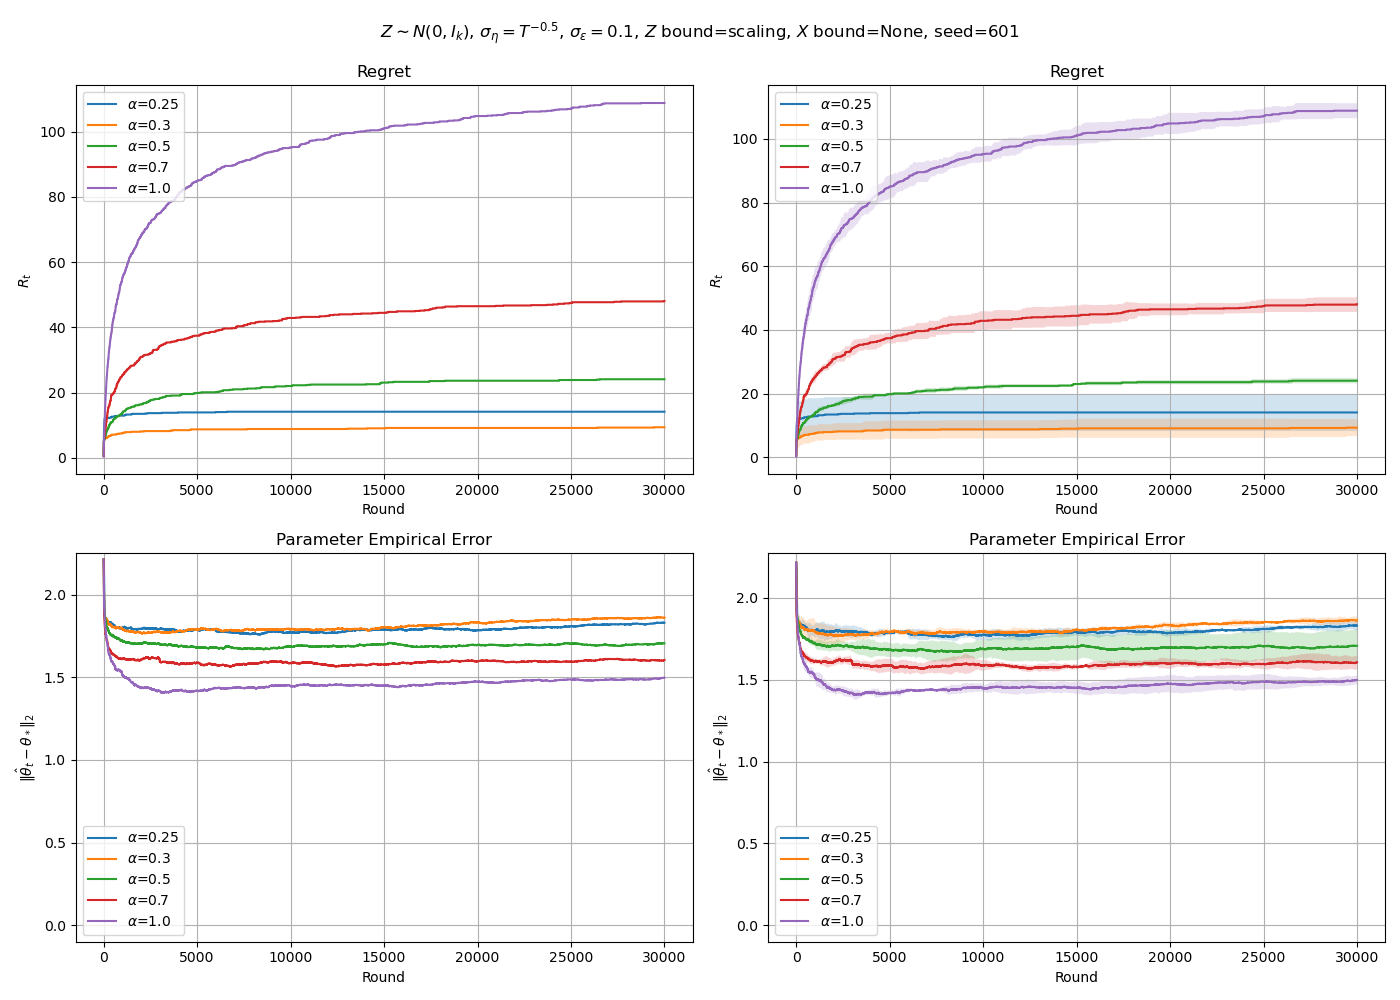 Z ∼ N(0, I_k), σ_η = T^{−0.5}, σ_ε = 0.1, Z bound=scaling, X bound=None, seed=601
Regret
R_t
100
80
60
40
20
0
α=0.25
α=0.3
α=0.5
α=0.7
α=1.0
0 5000 10000 15000 20000 25000 30000
Round
Regret
R_t
100
80
60
40
20
0
α=0.25
α=0.3
α=0.5
α=0.7
α=1.0
0 5000 10000 15000 20000 25000 30000
Round
Parameter Empirical Error
‖θ̂_t − θ_*‖_2
2.0
1.5
1.0
0.5
0.0
α=0.25
α=0.3
α=0.5
α=0.7
α=1.0
0 5000 10000 15000 20000 25000 30000
Round
Parameter Empirical Error
‖θ̂_t − θ_*‖_2
2.0
1.5
1.0
0.5
0.0
α=0.25
α=0.3
α=0.5
α=0.7
α=1.0
0 5000 10000 15000 20000 25000 30000
Round